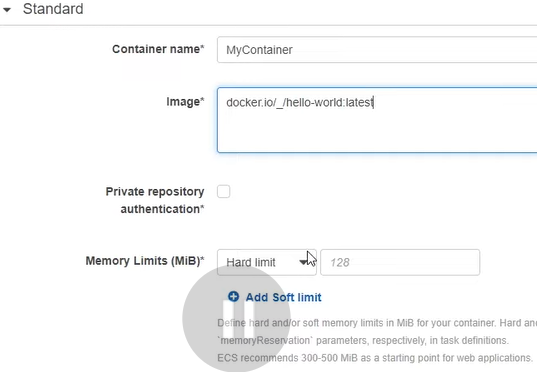 Standard
Container name*
MyContainer
Image*
docker.io/_/hello-world:latest
Private repository
authentication*
Memory Limits (MiB)*
Hard limit
128
Add Soft limit
Define hard and/or soft memory limits in MiB for your container. Hard and
`memoryReservation` parameters, respectively, in task definitions.
ECS recommends 300-500 MiB as a starting point for web applications.